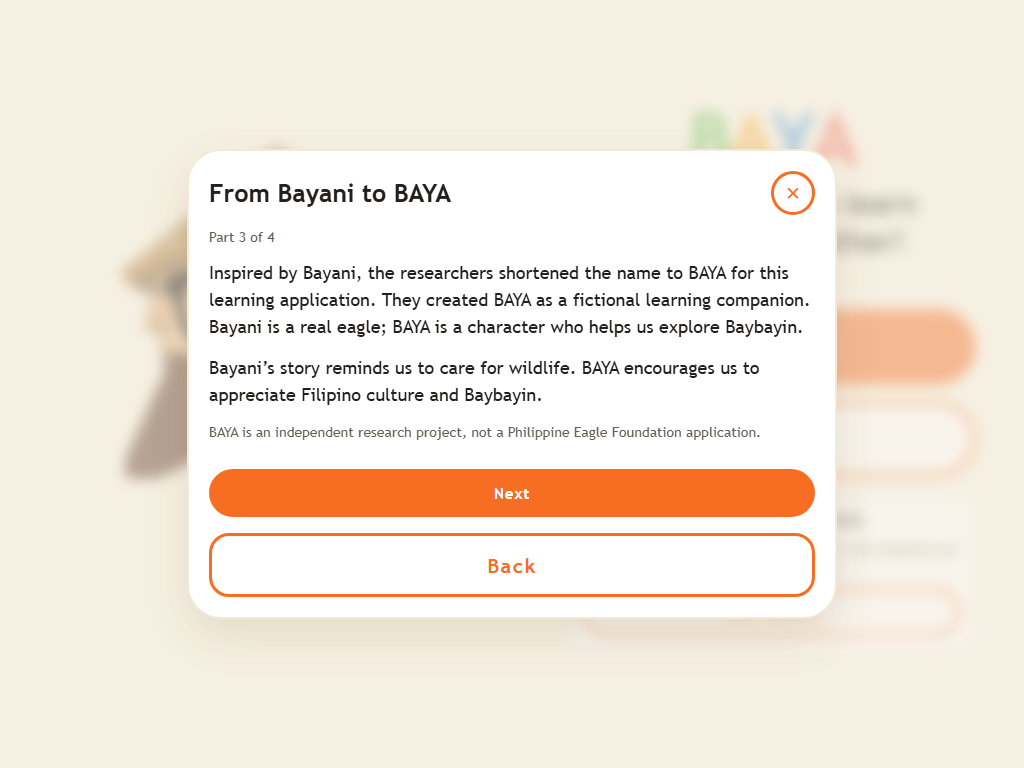 BAYA
From Bayani to BAYA
×
Part 3 of 4
Inspired by Bayani, the researchers shortened the name to BAYA for this
learning application. They created BAYA as a fictional learning companion.
Bayani is a real eagle; BAYA is a character who helps us explore Baybayin.
Bayani’s story reminds us to care for wildlife. BAYA encourages us to
appreciate Filipino culture and Baybayin.
BAYA is an independent research project, not a Philippine Eagle Foundation application.
Next
Back